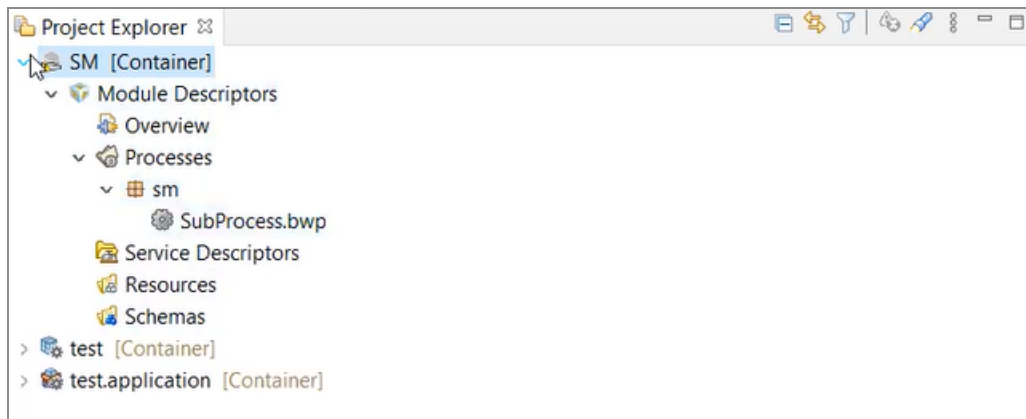 Project Explorer
SM [Container]
Module Descriptors
Overview
Processes
sm
SubProcess.bwp
Service Descriptors
Resources
Schemas
test [Container]
test.application [Container]